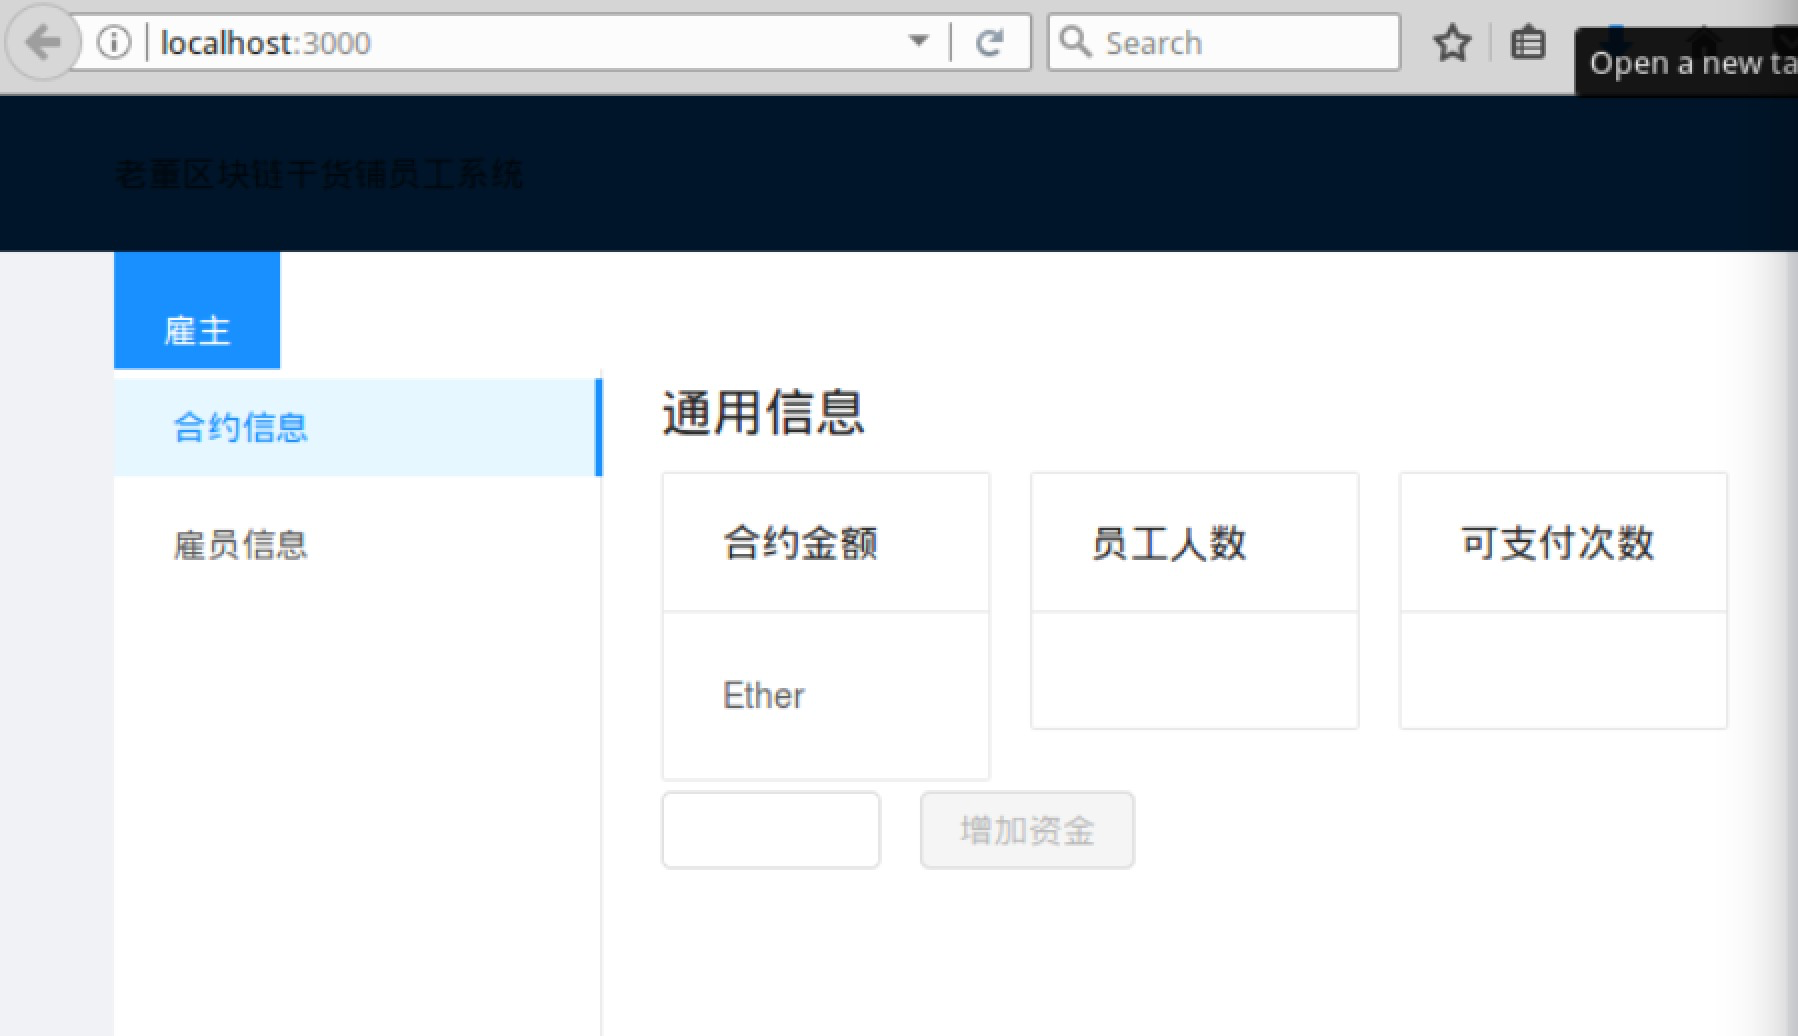 localhost:3000
Search
Open a new ta
老董区块链干货铺员工系统
雇主
合约信息
雇员信息
通用信息
合约金额
员工人数
可支付次数
Ether
增加资金